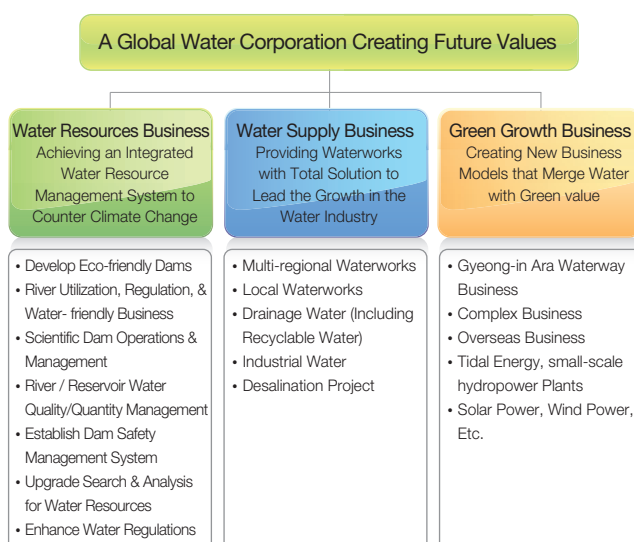 A Global Water Corporation Creating Future Values
Water Resources Business
Achieving an Integrated
Water Resource
Management System to
Counter Climate Change
• Develop Eco-friendly Dams
• River Utilization, Regulation, &
Water- friendly Business
• Scientific Dam Operations &
Management
• River / Reservoir Water
Quality/Quantity Management
• Establish Dam Safety
Management System
• Upgrade Search & Analysis
for Water Resources
• Enhance Water Regulations
Water Supply Business
Providing Waterworks
with Total Solution to
Lead the Growth in the
Water Industry
• Multi-regional Waterworks
• Local Waterworks
• Drainage Water (Including
Recyclable Water)
• Industrial Water
• Desalination Project
Green Growth Business
Creating New Business
Models that Merge Water
with Green value
• Gyeong-in Ara Waterway
Business
• Complex Business
• Overseas Business
• Tidal Energy, small-scale
hydropower Plants
• Solar Power, Wind Power,
Etc.